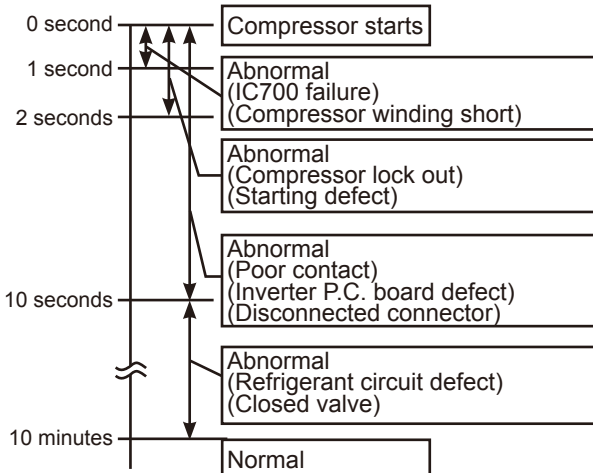 0 second
Compressor starts
1 second
Abnormal
(IC700 failure)
(Compressor winding short)
2 seconds
Abnormal
(Compressor lock out)
(Starting defect)
Abnormal
(Poor contact)
(Inverter P.C. board defect)
(Disconnected connector)
10 seconds
Abnormal
(Refrigerant circuit defect)
(Closed valve)
10 minutes
Normal